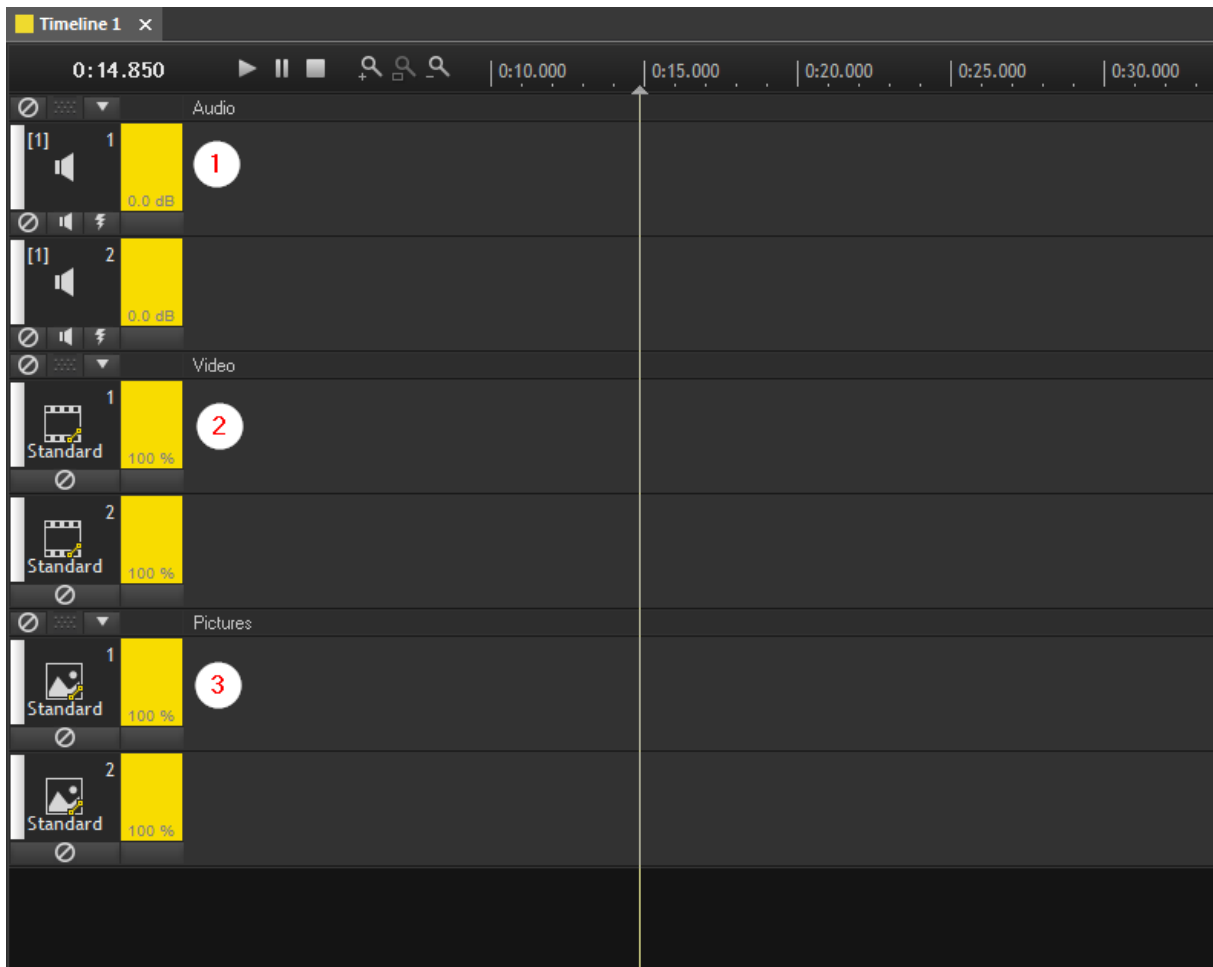 Timeline 1
0:14.850 0:10.000 0:15.000 0:20.000 0:25.000 0:30.000
Audio
[1] 1
1
0.0 dB
[1] 2
0.0 dB
Video
1
2
Standard 100 %
2
Standard 100 %
Pictures
1
3
Standard 100 %
2
Standard 100 %